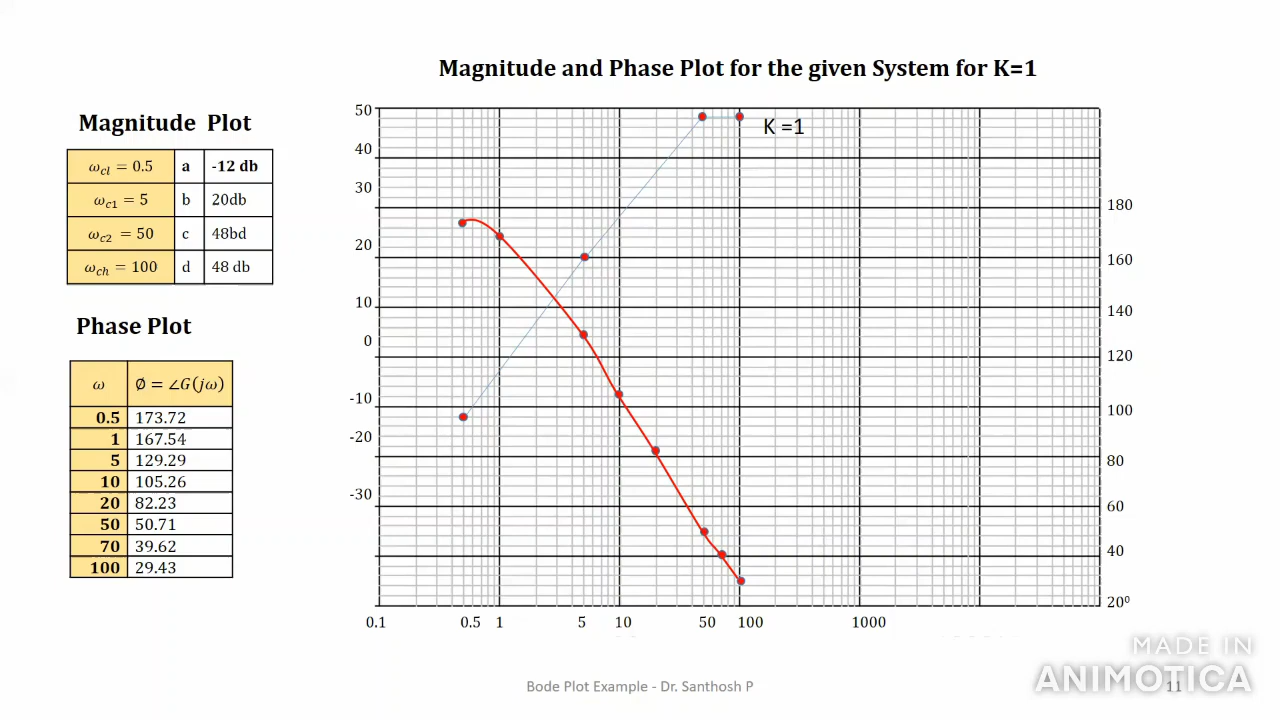 Magnitude and Phase Plot for the given System for K=1
Magnitude Plot
ω_cl = 0.5 a -12 db
ω_c1 = 5 b 20db
ω_c2 = 50 c 48bd
ω_ch = 100 d 48 db
Phase Plot
ω Ø = ∠G(jω)
0.5 173.72
1 167.54
5 129.29
10 105.26
20 82.23
50 50.71
70 39.62
100 29.43
50
40
30
20
10
0
-10
-20
-30
K =1
180
160
140
120
100
80
60
40
20⁰
0.1 0.5 1 5 10 50 100 1000
Bode Plot Example - Dr. Santhosh P
11
MADE IN
ANIMOTICA